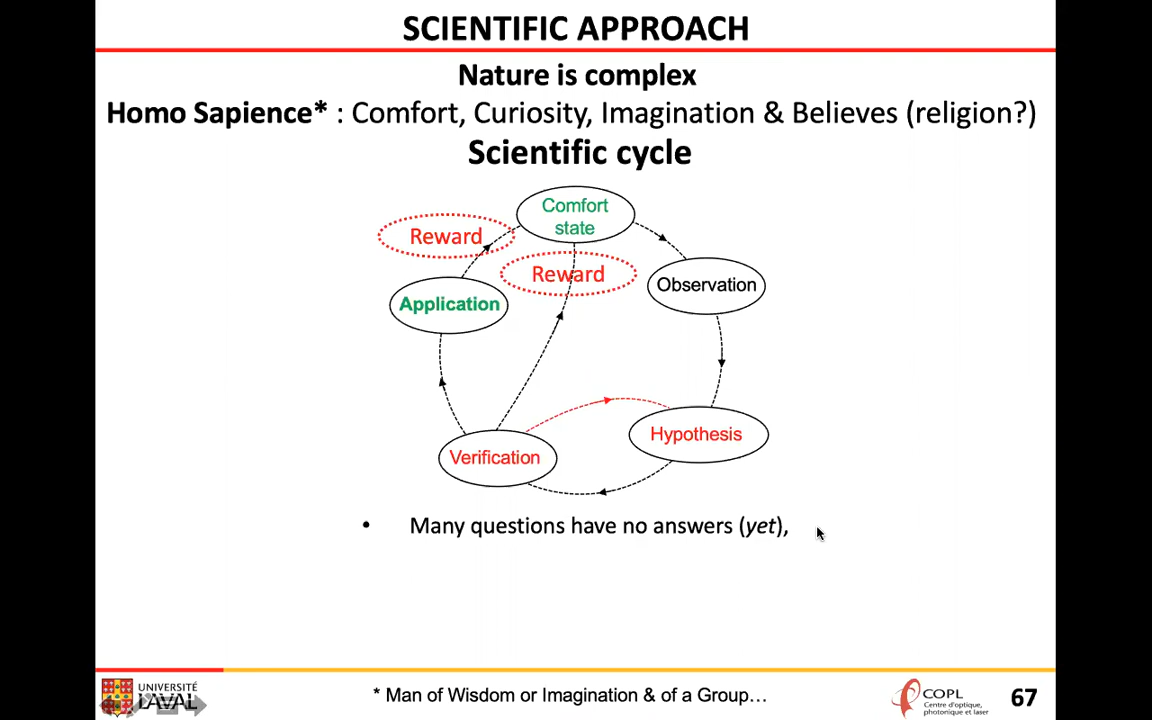 SCIENTIFIC APPROACH
Nature is complex
Homo Sapience* : Comfort, Curiosity, Imagination & Believes (religion?)
Scientific cycle
Comfort
state
Reward
Reward
Observation
Application
Hypothesis
Verification
• Many questions have no answers (yet),
UNIVERSITÉ
LAVAL
* Man of Wisdom or Imagination & of a Group…
COPL
Centre d'optique,
photonique et laser
67